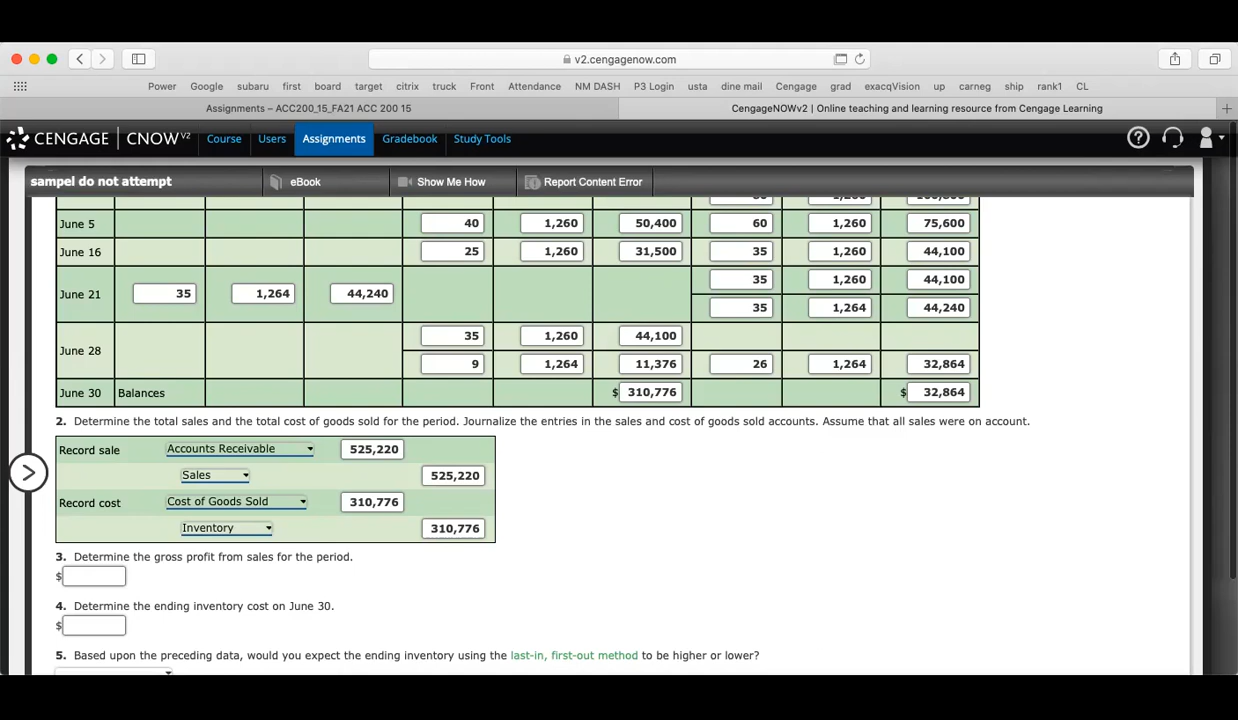 v2.cengagenow.com
Power Google subaru first board target citrix truck Front Attendance NM DASH P3 Login usta dine mail Cengage grad exacqVision up carneg ship rank1 CL
Assignments – ACC200_15_FA21 ACC 200 15 CengageNOWv2 | Online teaching and learning resource from Cengage Learning
CENGAGE | CNOWV2 Course Users Assignments Gradebook Study Tools
sampel do not attempt eBook Show Me How Report Content Error
June 5 40 1,260 50,400 60 1,260 75,600
June 16 25 1,260 31,500 35 1,260 44,100
35 1,260 44,100
June 21 35 1,264 44,240
35 1,264 44,240
35 1,260 44,100
June 28
9 1,264 11,376 26 1,264 32,864
June 30 Balances $ 310,776 $ 32,864
2. Determine the total sales and the total cost of goods sold for the period. Journalize the entries in the sales and cost of goods sold accounts. Assume that all sales were on account.
Record sale Accounts Receivable 525,220
Sales 525,220
Record cost Cost of Goods Sold 310,776
Inventory 310,776
3. Determine the gross profit from sales for the period.
$
4. Determine the ending inventory cost on June 30.
$
5. Based upon the preceding data, would you expect the ending inventory using the last-in, first-out method to be higher or lower?